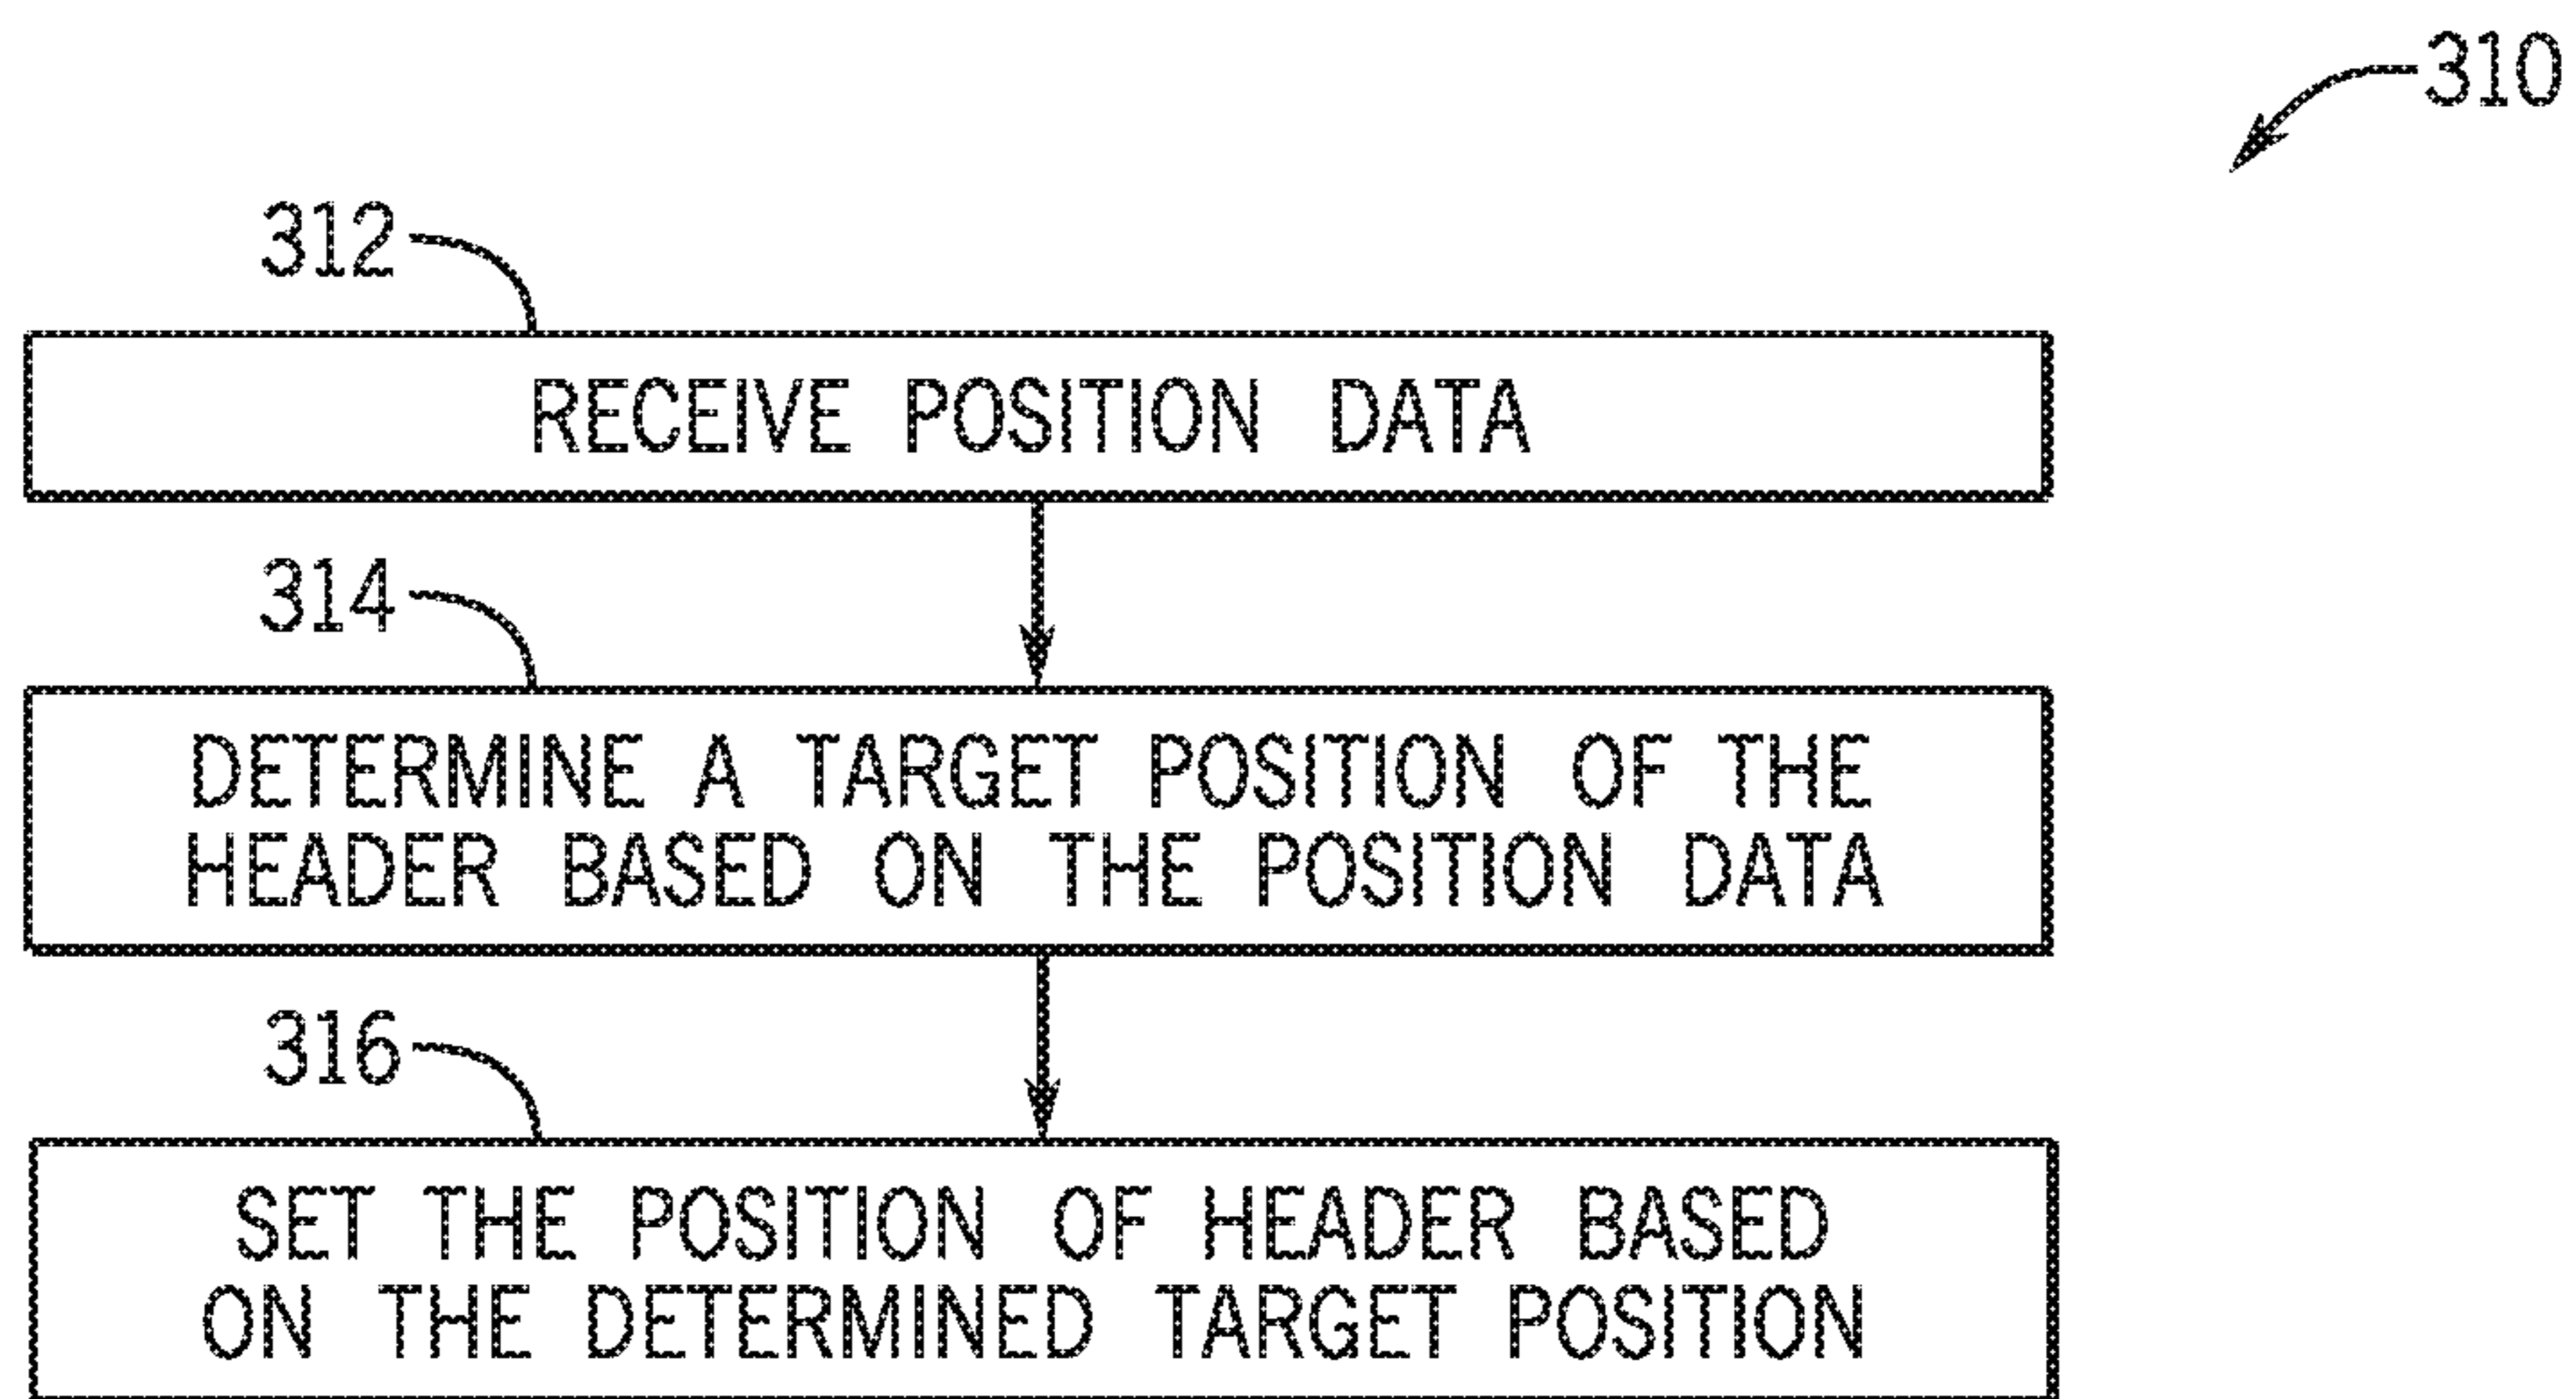 310
312
RECEIVE POSITION DATA
314
DETERMINE A TARGET POSITION OF THE
HEADER BASED ON THE POSITION DATA
316
SET THE POSITION OF HEADER BASED
ON THE DETERMINED TARGET POSITION